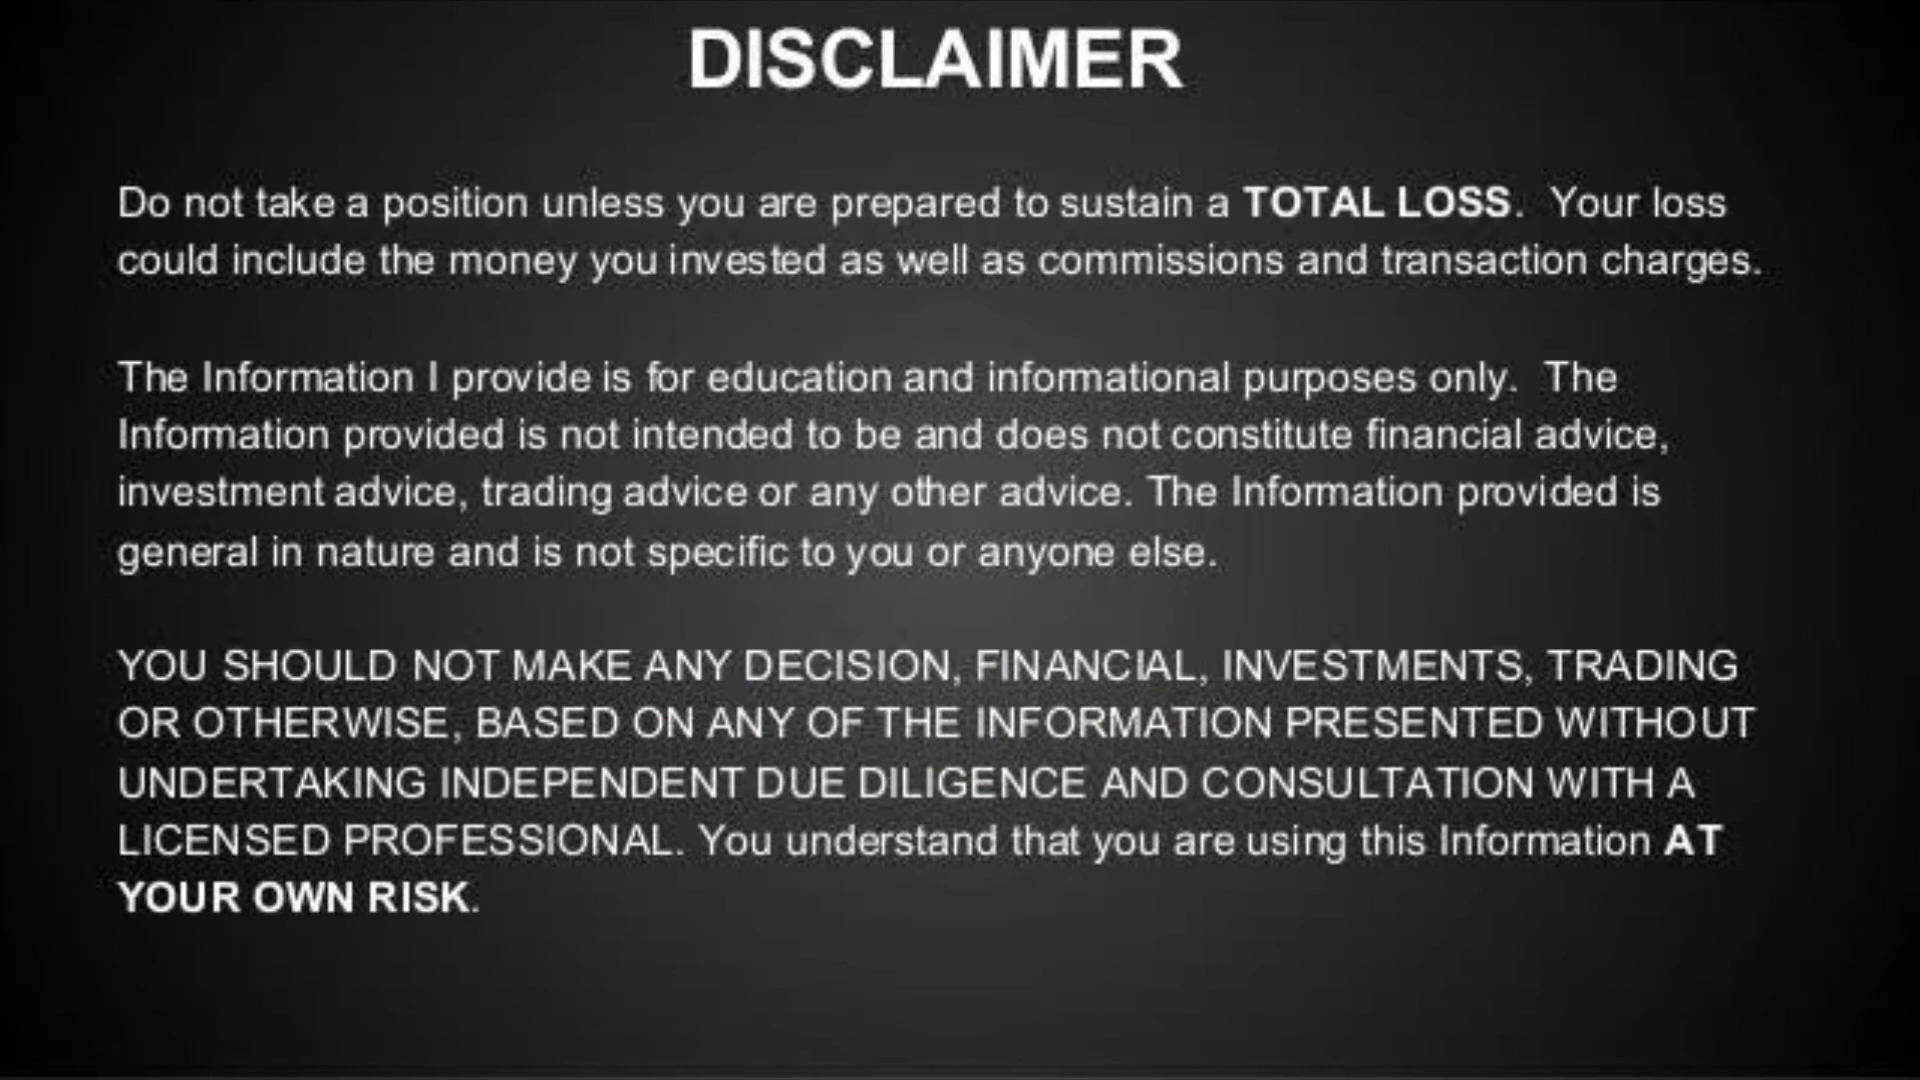 DISCLAIMER
Do not take a position unless you are prepared to sustain a TOTAL LOSS.  Your loss
could include the money you invested as well as commissions and transaction charges.
The Information I provide is for education and informational purposes only.  The
Information provided is not intended to be and does not constitute financial advice,
investment advice, trading advice or any other advice. The Information provided is
general in nature and is not specific to you or anyone else.
YOU SHOULD NOT MAKE ANY DECISION, FINANCIAL, INVESTMENTS, TRADING
OR OTHERWISE, BASED ON ANY OF THE INFORMATION PRESENTED WITHOUT
UNDERTAKING INDEPENDENT DUE DILIGENCE AND CONSULTATION WITH A
LICENSED PROFESSIONAL. You understand that you are using this Information AT
YOUR OWN RISK.